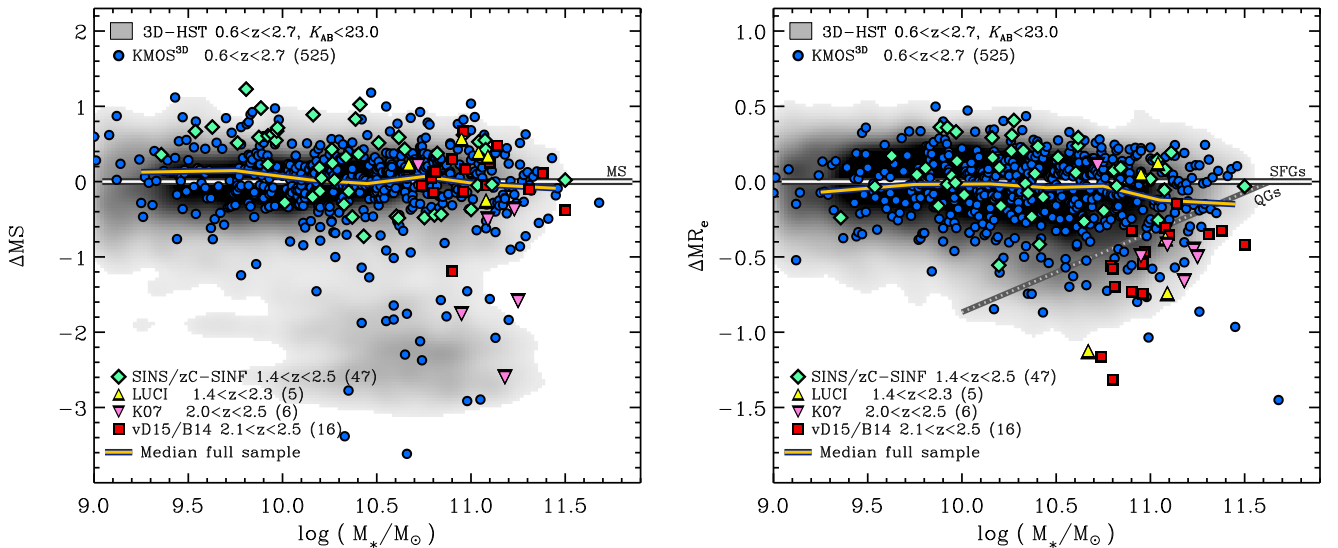 3D-HST 0.6<z<2.7, K_AB<23.0
KMOS³ᴰ 0.6<z<2.7 (525)
2
1
0
−1
−2
−3
ΔMS
MS
SINS/zC−SINF 1.4<z<2.5 (47)
LUCI 1.4<z<2.3 (5)
K07 2.0<z<2.5 (6)
vD15/B14 2.1<z<2.5 (16)
Median full sample
9.0 9.5 10.0 10.5 11.0 11.5
log ( M_*/M_⊙ )
3D-HST 0.6<z<2.7, K_AB<23.0
KMOS³ᴰ 0.6<z<2.7 (525)
1.0
0.5
0.0
−0.5
−1.0
−1.5
ΔMR_e
SFGs
QGs
SINS/zC−SINF 1.4<z<2.5 (47)
LUCI 1.4<z<2.3 (5)
K07 2.0<z<2.5 (6)
vD15/B14 2.1<z<2.5 (16)
Median full sample
9.0 9.5 10.0 10.5 11.0 11.5
log ( M_*/M_⊙ )